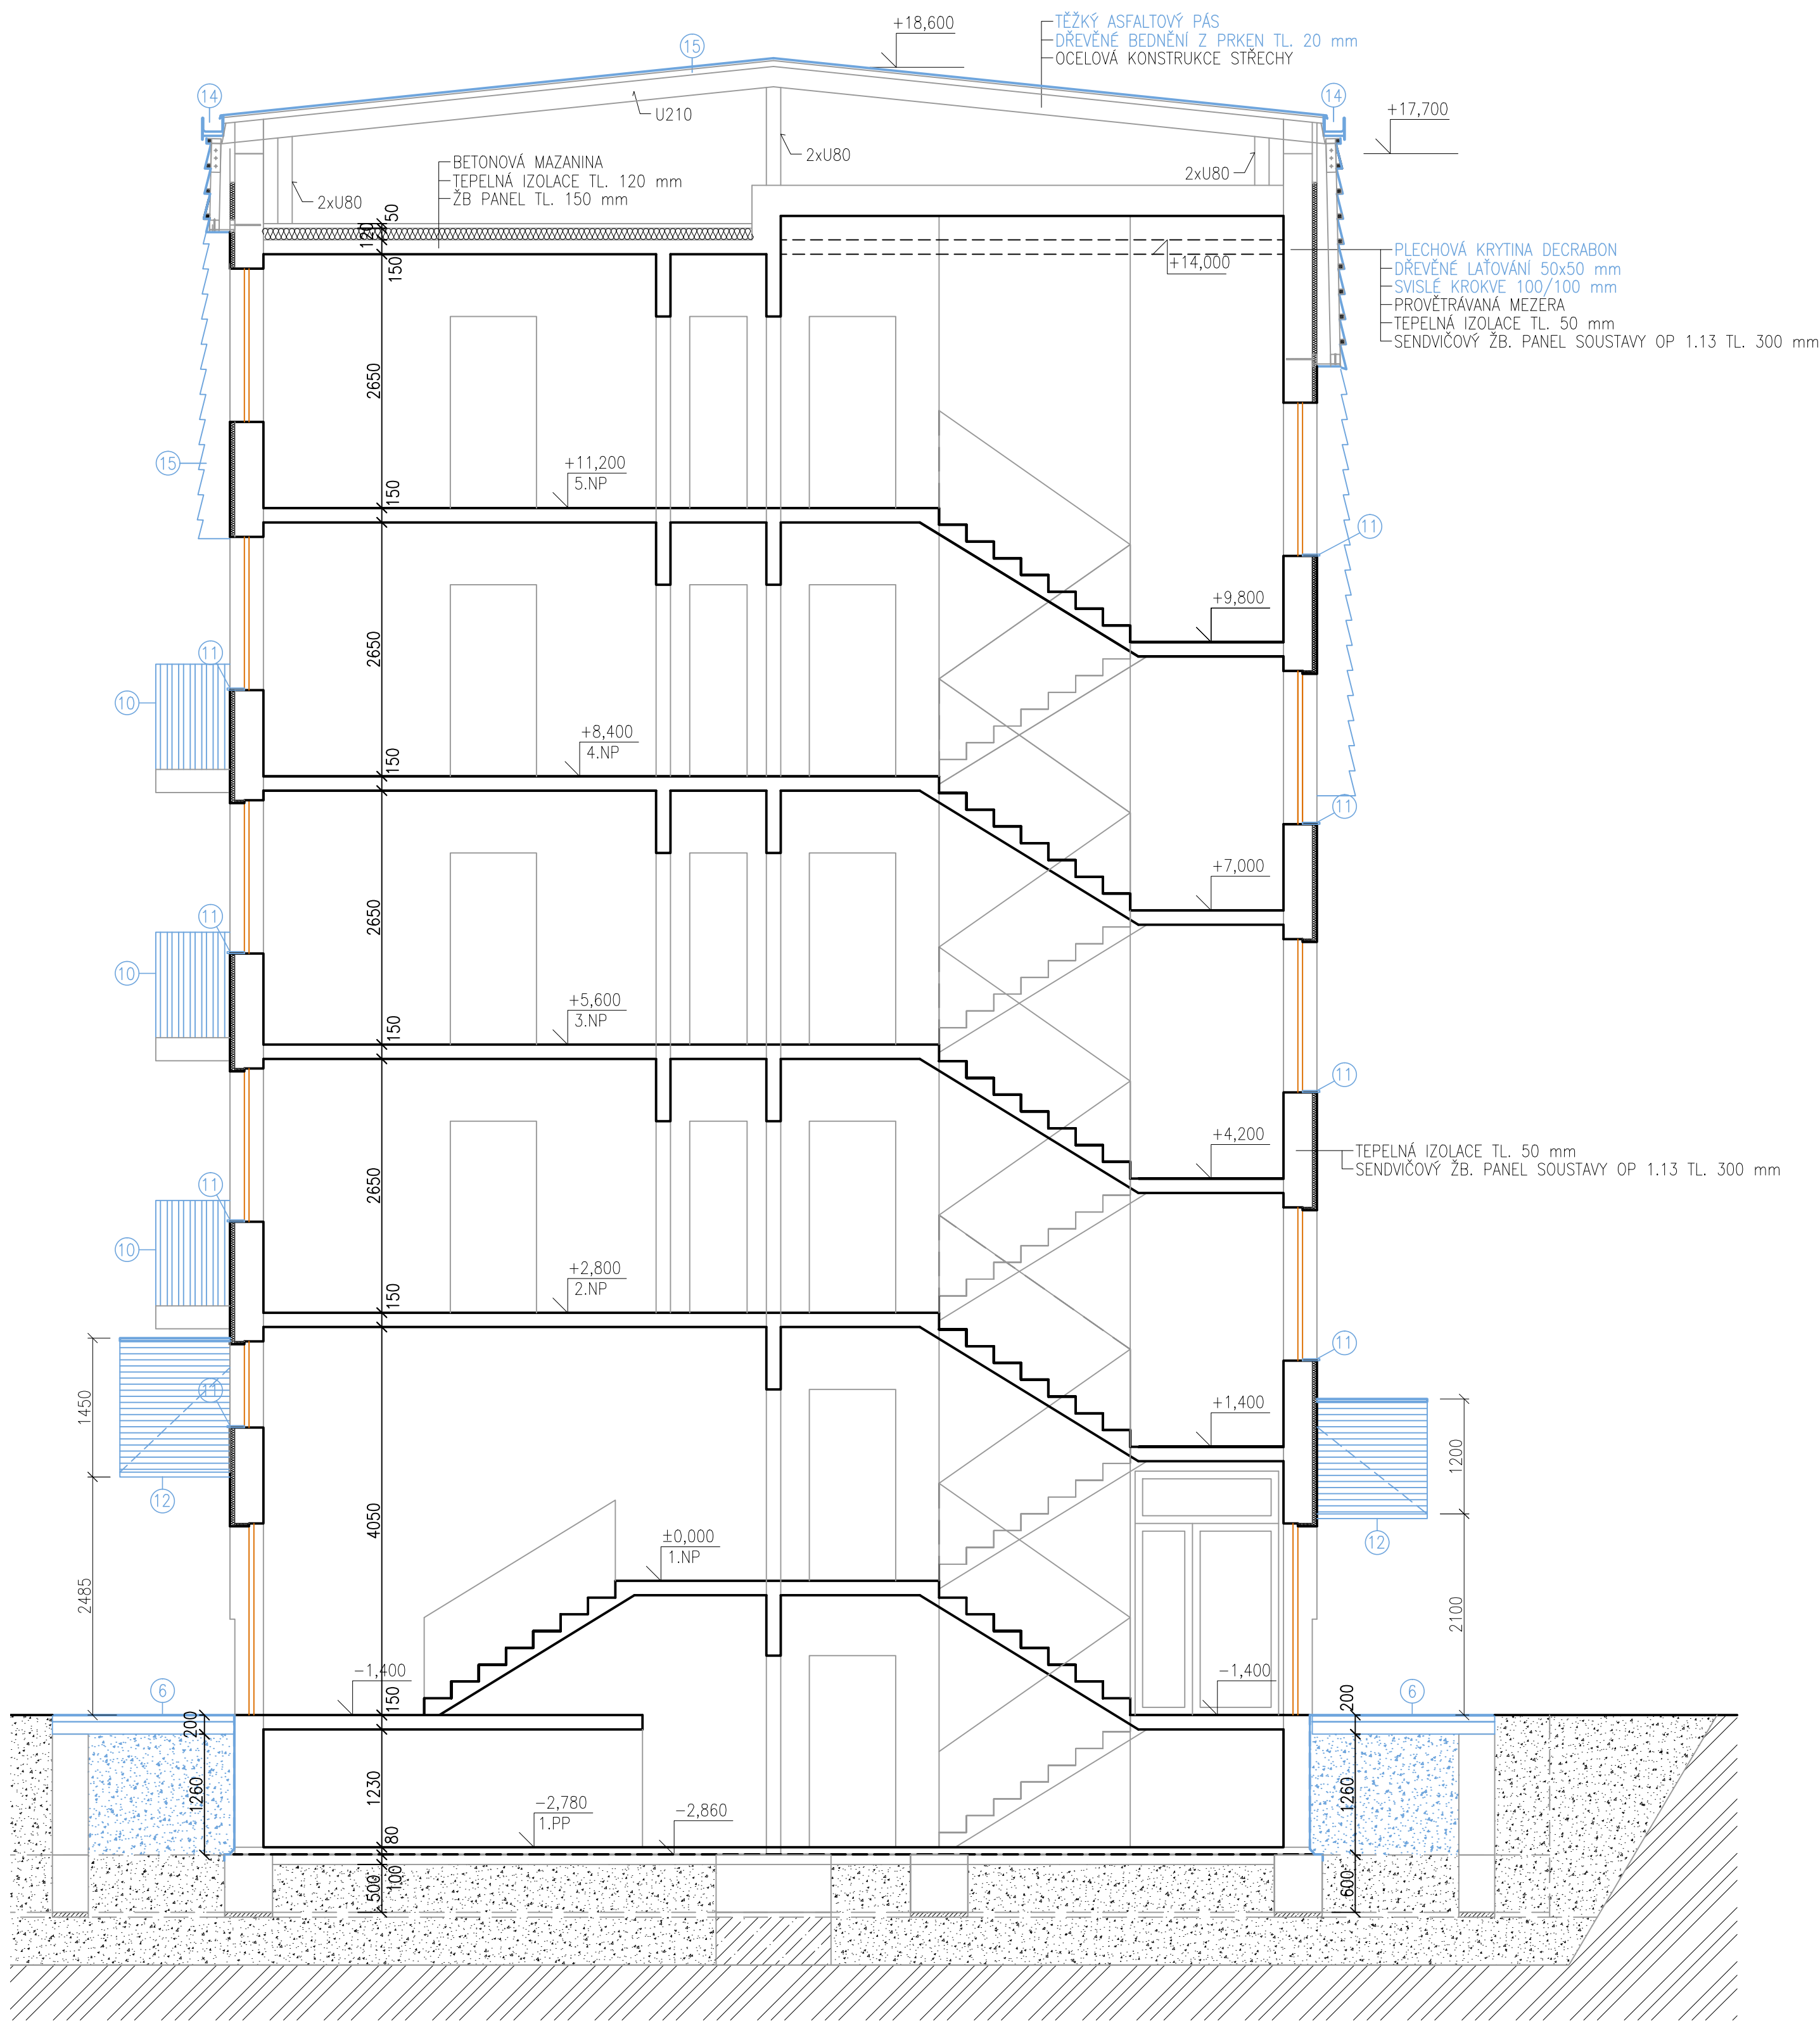 +18,600
TĚŽKÝ ASFALTOVÝ PÁS
DŘEVĚNÉ BEDNĚNÍ Z PRKEN TL. 20 mm
OCELOVÁ KONSTRUKCE STŘECHY
15
14
14
+17,700
U210
2xU80
2xU80
2xU80
BETONOVÁ MAZANINA
TEPELNÁ IZOLACE TL. 120 mm
ŽB PANEL TL. 150 mm
50
120
150
+14,000
PLECHOVÁ KRYTINA DECRABON
DŘEVĚNÉ LAŤOVÁNÍ 50x50 mm
SVISLÉ KROKVE 100/100 mm
PROVĚTRÁVANÁ MEZERA
TEPELNÁ IZOLACE TL. 50 mm
SENDVIČOVÝ ŽB. PANEL SOUSTAVY OP 1.13 TL. 300 mm
2650
15
+11,200
5.NP
150
11
+9,800
2650
11
10
+8,400
4.NP
150
11
+7,000
2650
11
10
+5,600
3.NP
150
11
+4,200
TEPELNÁ IZOLACE TL. 50 mm
SENDVIČOVÝ ŽB. PANEL SOUSTAVY OP 1.13 TL. 300 mm
2650
11
10
+2,800
2.NP
150
11
1450
11
+1,400
1200
12
4050
±0,000
1.NP
12
2485
2100
-1,400
-1,400
6
150
6
200
200
1260
1230
1260
-2,780
1.PP
-2,860
80
100
500
600